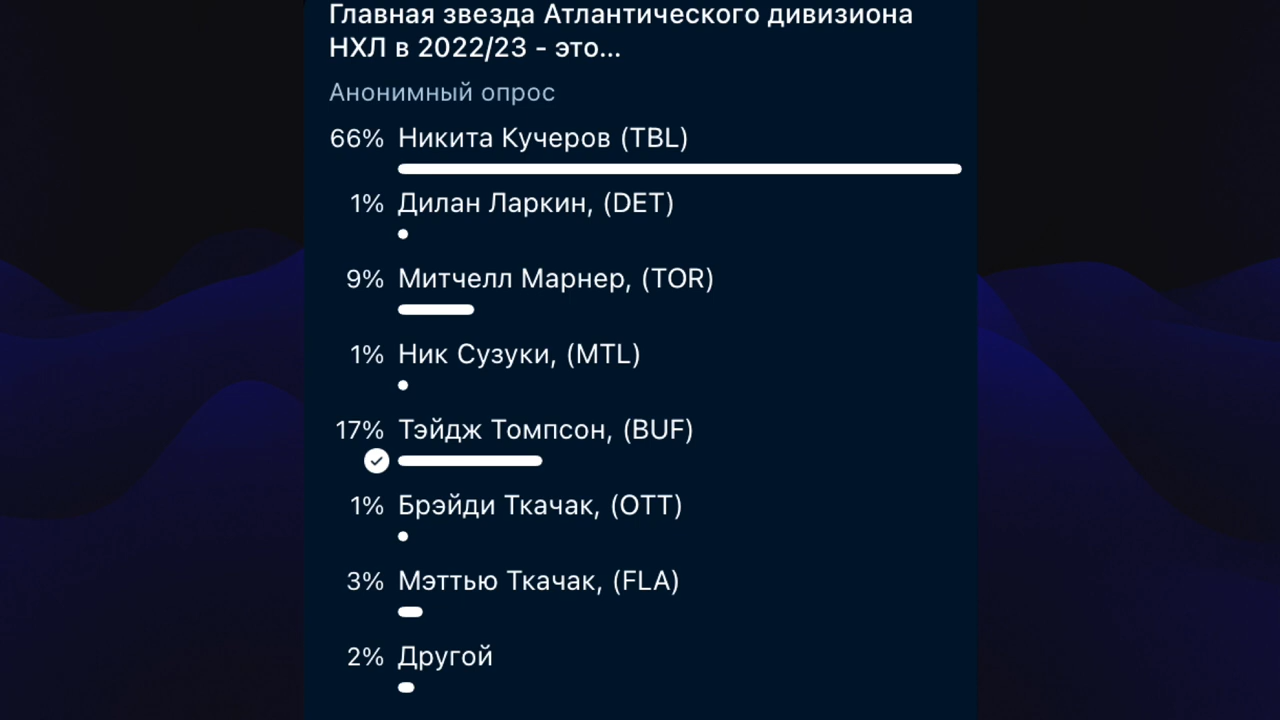 Главная звезда Атлантического дивизиона
НХЛ в 2022/23 - это...
Анонимный опрос
66% Никита Кучеров (TBL)
1% Дилан Ларкин, (DET)
9% Митчелл Марнер, (TOR)
1% Ник Сузуки, (MTL)
17% Тэйдж Томпсон, (BUF)
1% Брэйди Ткачак, (OTT)
3% Мэттью Ткачак, (FLA)
2% Другой